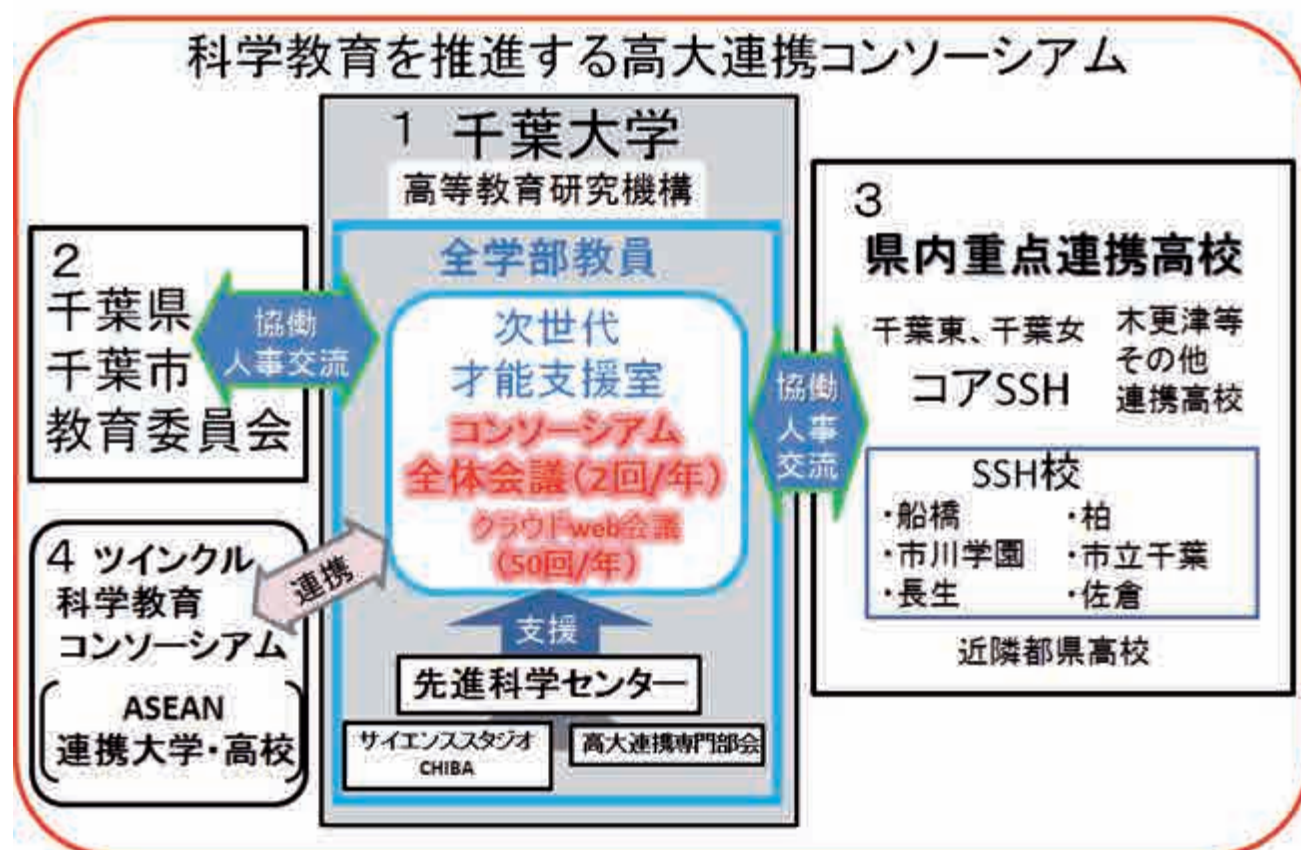 科学教育を推進する高大連携コンソーシアム
1 千葉大学
高等教育研究機構
全学部教員
次世代
才能支援室
コンソーシアム
全体会議(2回/年)
クラウドweb会議
(50回/年)
支援
先進科学センター
サイエンススタジオ
CHIBA
高大連携専門部会
2
千葉県
千葉市
教育委員会
協働
人事交流
3
県内重点連携高校
千葉東、千葉女
コアSSH
木更津等
その他
連携高校
SSH校
・船橋 ・柏
・市川学園 ・市立千葉
・長生 ・佐倉
近隣都県高校
協働
人事
交流
4 ツインクル
科学教育
コンソーシアム
ASEAN
連携大学・高校
連携